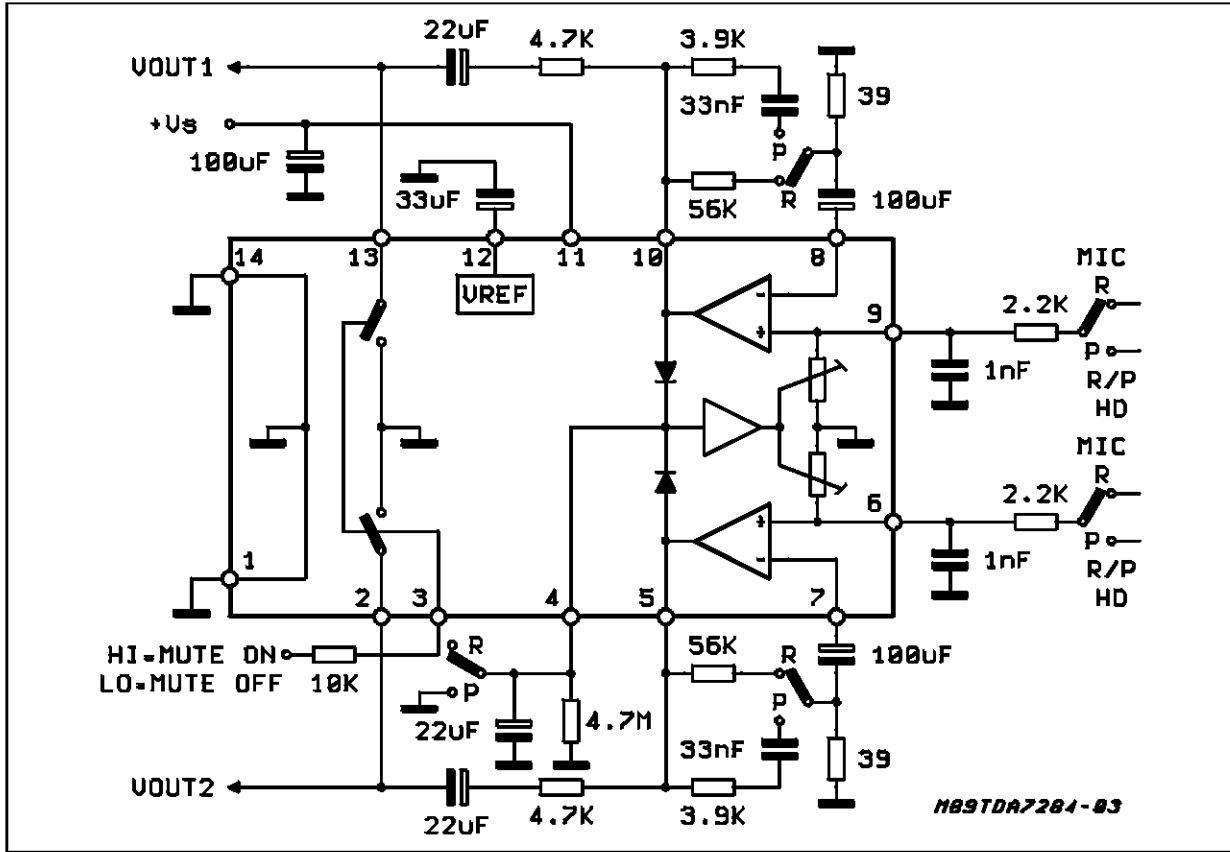 22uF
4.7K
3.9K
VOUT1
33nF
39
+Vs
P
100uF
33uF
56K
R
100uF
14
13
12
11
10
8
VREF
MIC
R
9
2.2K
-
+
P
1nF
R/P
HD
MIC
R
6
2.2K
+
-
P
1nF
R/P
HD
1
2
3
4
5
7
HI=MUTE ON
LO=MUTE OFF
10K
R
P
56K
R
100uF
P
22uF
4.7M
33nF
39
VOUT2
22uF
4.7K
3.9K
M89TDA7284-03